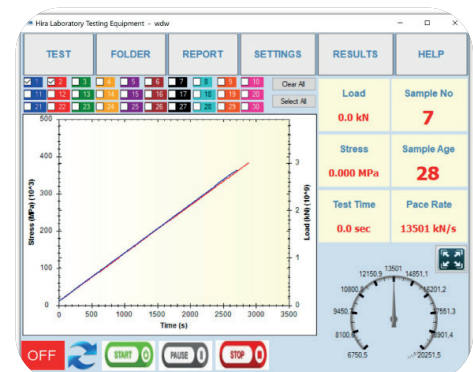 Hira Laboratory Testing Equipment - wdw
TEST FOLDER REPORT SETTINGS RESULTS HELP
1 2 3 4 5 6 7 8 9 10 Clear All
11 12 13 14 15 16 17 18 19 20
21 22 23 24 25 26 27 28 29 30 Select All
Load
0.0 kN
Sample No
7
Stress
0.000 MPa
Sample Age
28
Test Time
0.0 sec
Pace Rate
13501 kN/s
Stress (MPa) (10^3)
500
400
300
200
100
0
Load (kN) (10^9)
3
2
1
0
0 500 1000 1500 2000 2500 3000 3500
Time (s)
13501
12150,9 14851,1
10800,8 16201,2
9450,7 17551,3
8100,6 18901,4
6750,5 20251,5
OFF START PAUSE STOP